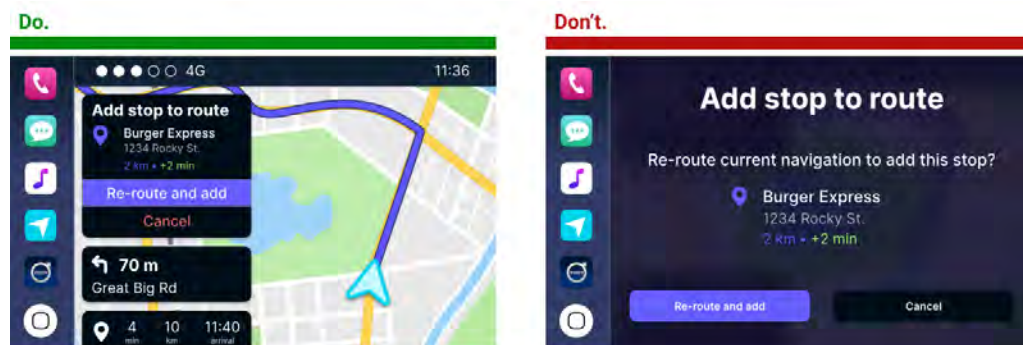 Do.
4G
11:36
Add stop to route
Burger Express
1234 Rocky St.
2 km • +2 min
Re-route and add
Cancel
70 m
Great Big Rd
4 10 11:40
min km arrival
Don't.
Add stop to route
Re-route current navigation to add this stop?
Burger Express
1234 Rocky St.
2 km • +2 min
Re-route and add
Cancel